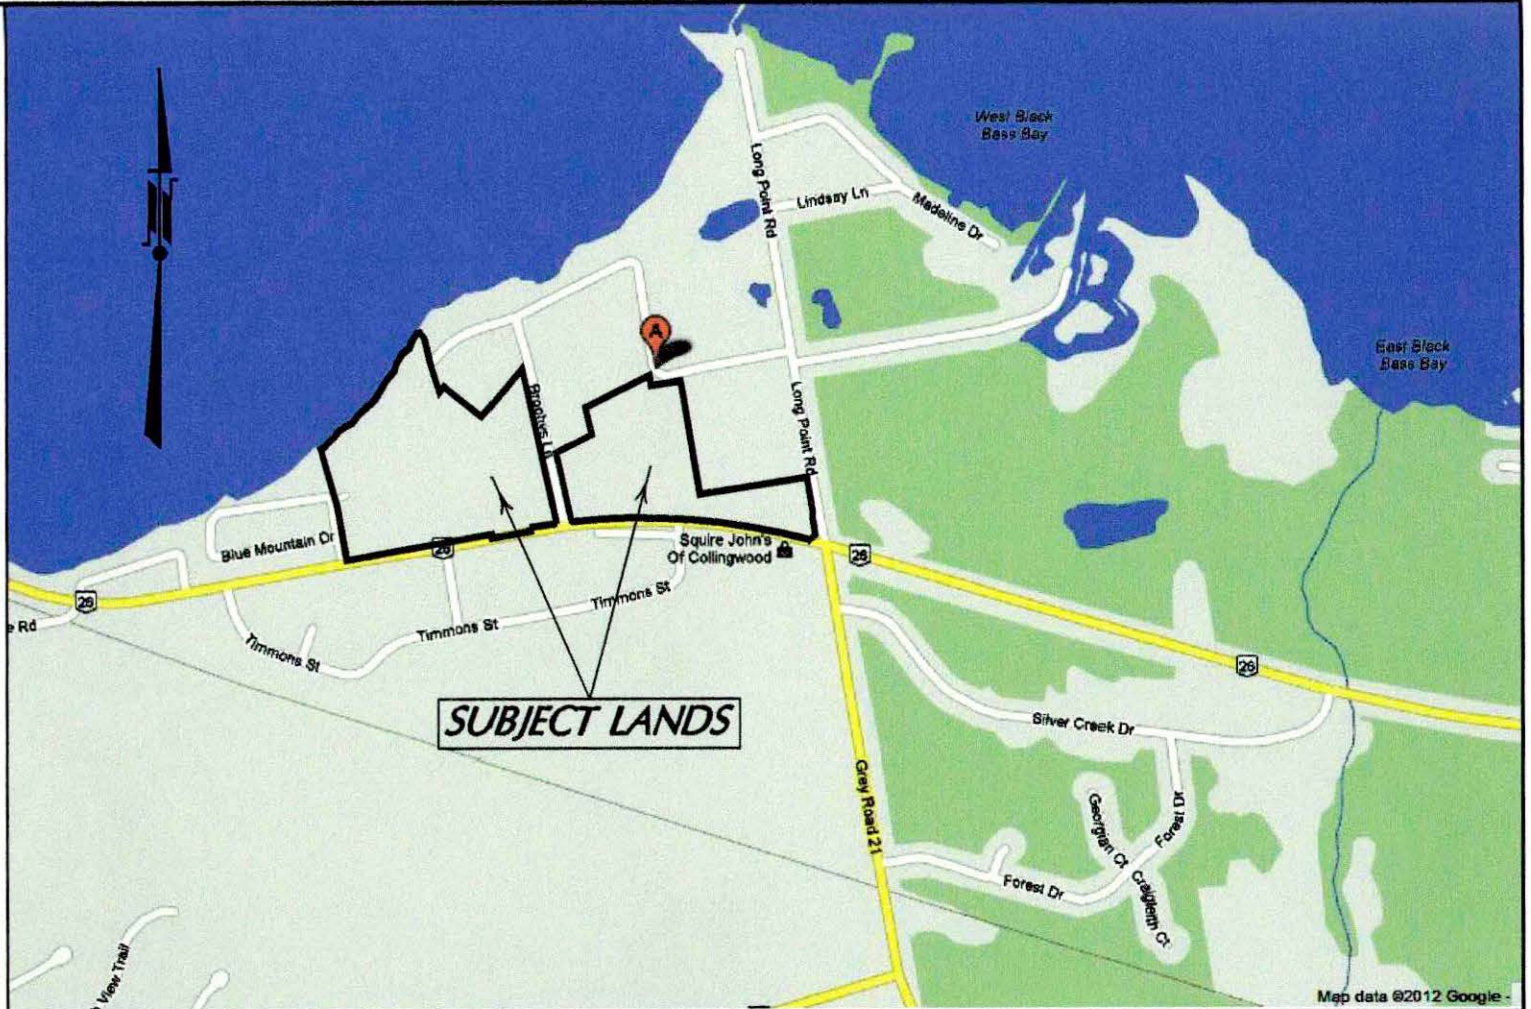 West Black
Bass Bay
N
Long Point Rd
Lindsay Ln
Madeline Dr
A
East Black
Bass Bay
Brophys Ln
Long Point Rd
Blue Mountain Dr
26
Squire John's
Of Collingwood
26
26
Timmons St
Timmons St
Timmons St
e Rd
26
SUBJECT LANDS
Silver Creek Dr
Grey Road 21
Georgian Ct
Forest Dr
Forest Dr
Craigleith Ct
View Trail
Map data ©2012 Google -